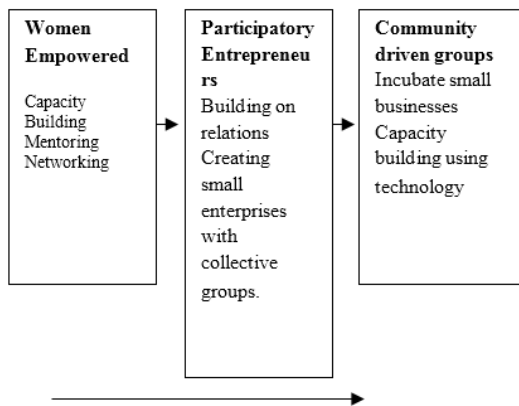 Women
Empowered
Capacity
Building
Mentoring
Networking
Participatory
Entrepreneu
rs
Building on
relations
Creating
small
enterprises
with
collective
groups.
Community
driven groups
Incubate small
businesses
Capacity
building using
technology